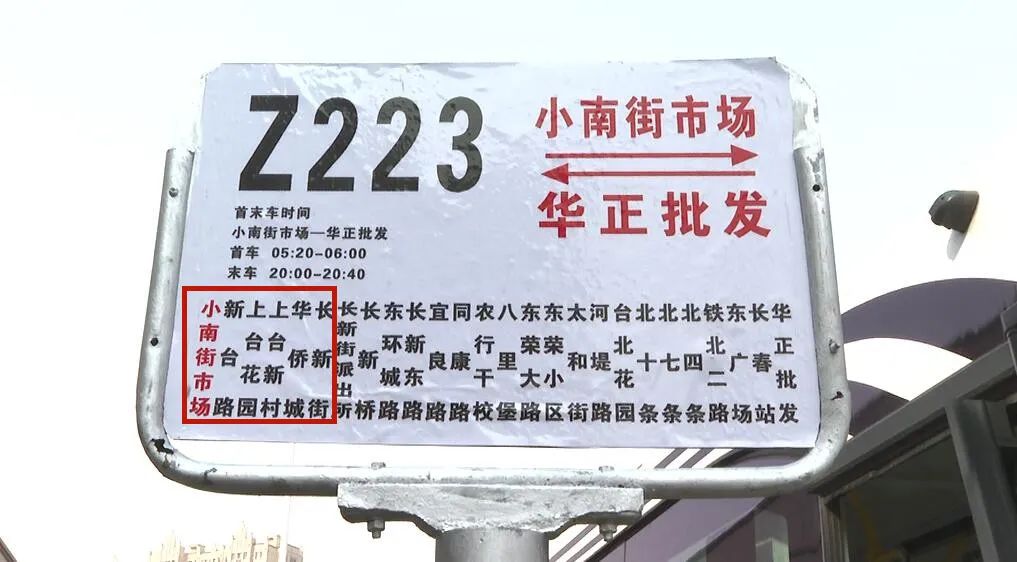 Z223
小南街市场
华正批发
首末车时间
小南街市场—华正批发
首车 05:20-06:00
末车 20:00-20:40
小南街市场
新台路
上台花园
上台新村
华侨城
长新街
长新街派出所
长新桥
东环城路
长新东路
宜良路
同康路
农行干校
八里堡
东荣大路
东荣小区
太和街
河堤路
台北花园
北十条
北七条
北四条
铁北二路
东广场
长春站
华正批发